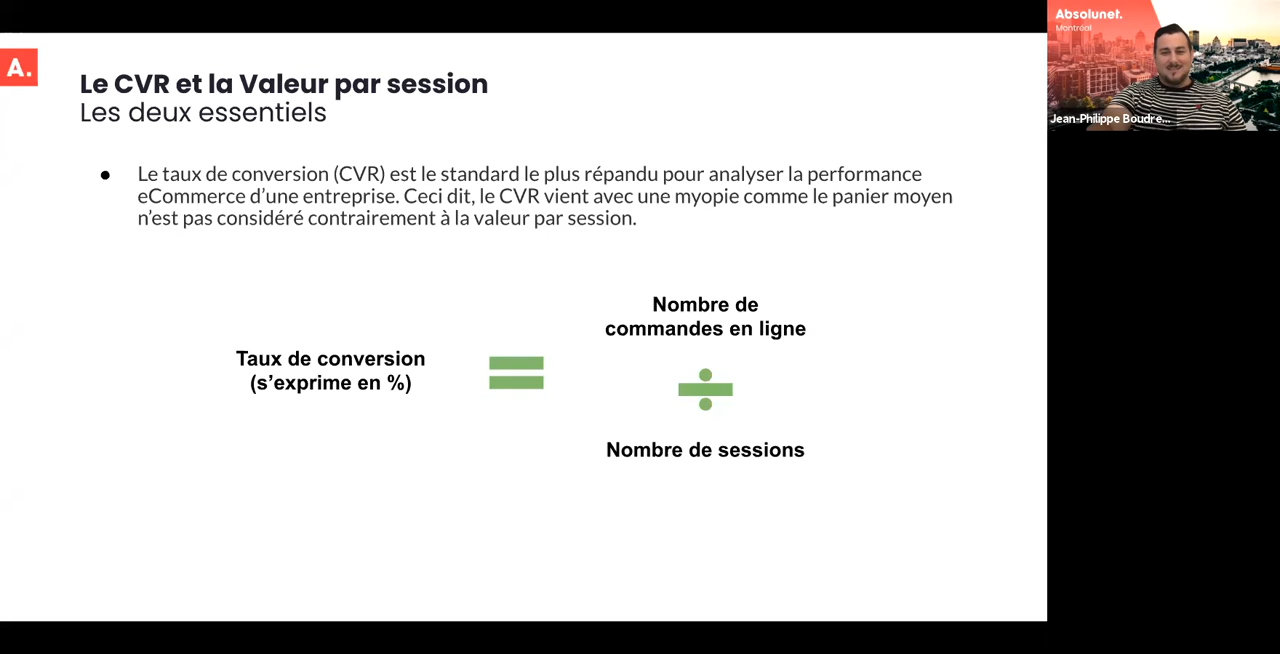 A.
Le CVR et la Valeur par session
Les deux essentiels
● Le taux de conversion (CVR) est le standard le plus répandu pour analyser la performance
eCommerce d’une entreprise. Ceci dit, le CVR vient avec une myopie comme le panier moyen
n’est pas considéré contrairement à la valeur par session.
Taux de conversion
(s’exprime en %)
=
Nombre de
commandes en ligne
÷
Nombre de sessions
Absolunet.
Montréal
Jean-Philippe Boudre...